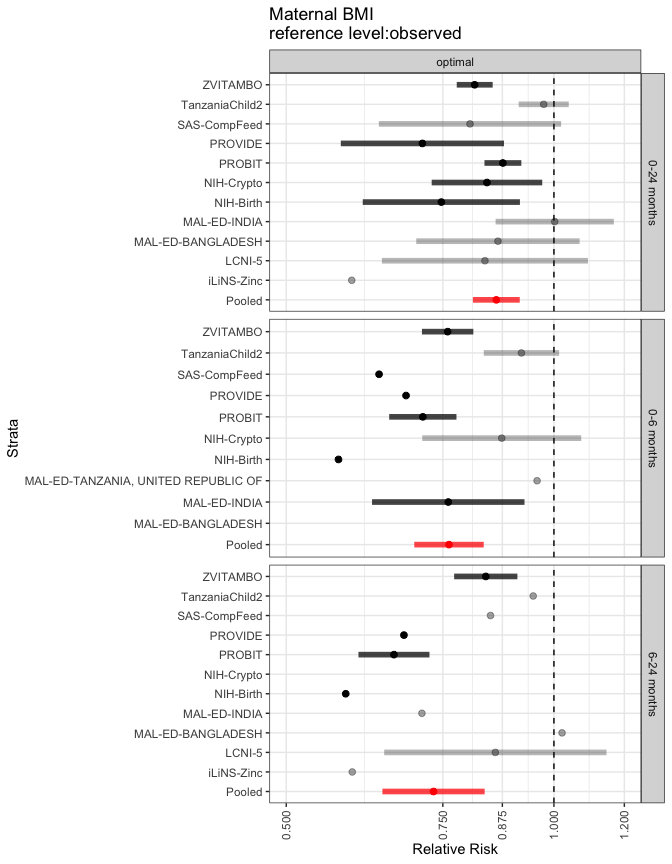 Maternal BMI
reference level:observed
optimal
ZVITAMBO
TanzaniaChild2
SAS-CompFeed
PROVIDE
PROBIT
NIH-Crypto
NIH-Birth
MAL-ED-INDIA
MAL-ED-BANGLADESH
LCNI-5
iLiNS-Zinc
Pooled
0-24 months
ZVITAMBO
TanzaniaChild2
SAS-CompFeed
PROVIDE
PROBIT
NIH-Crypto
NIH-Birth
MAL-ED-TANZANIA, UNITED REPUBLIC OF
MAL-ED-INDIA
MAL-ED-BANGLADESH
Pooled
0-6 months
ZVITAMBO
TanzaniaChild2
SAS-CompFeed
PROVIDE
PROBIT
NIH-Crypto
NIH-Birth
MAL-ED-INDIA
MAL-ED-BANGLADESH
LCNI-5
iLiNS-Zinc
Pooled
6-24 months
Strata
0.500
0.750
0.875
1.000
1.200
Relative Risk